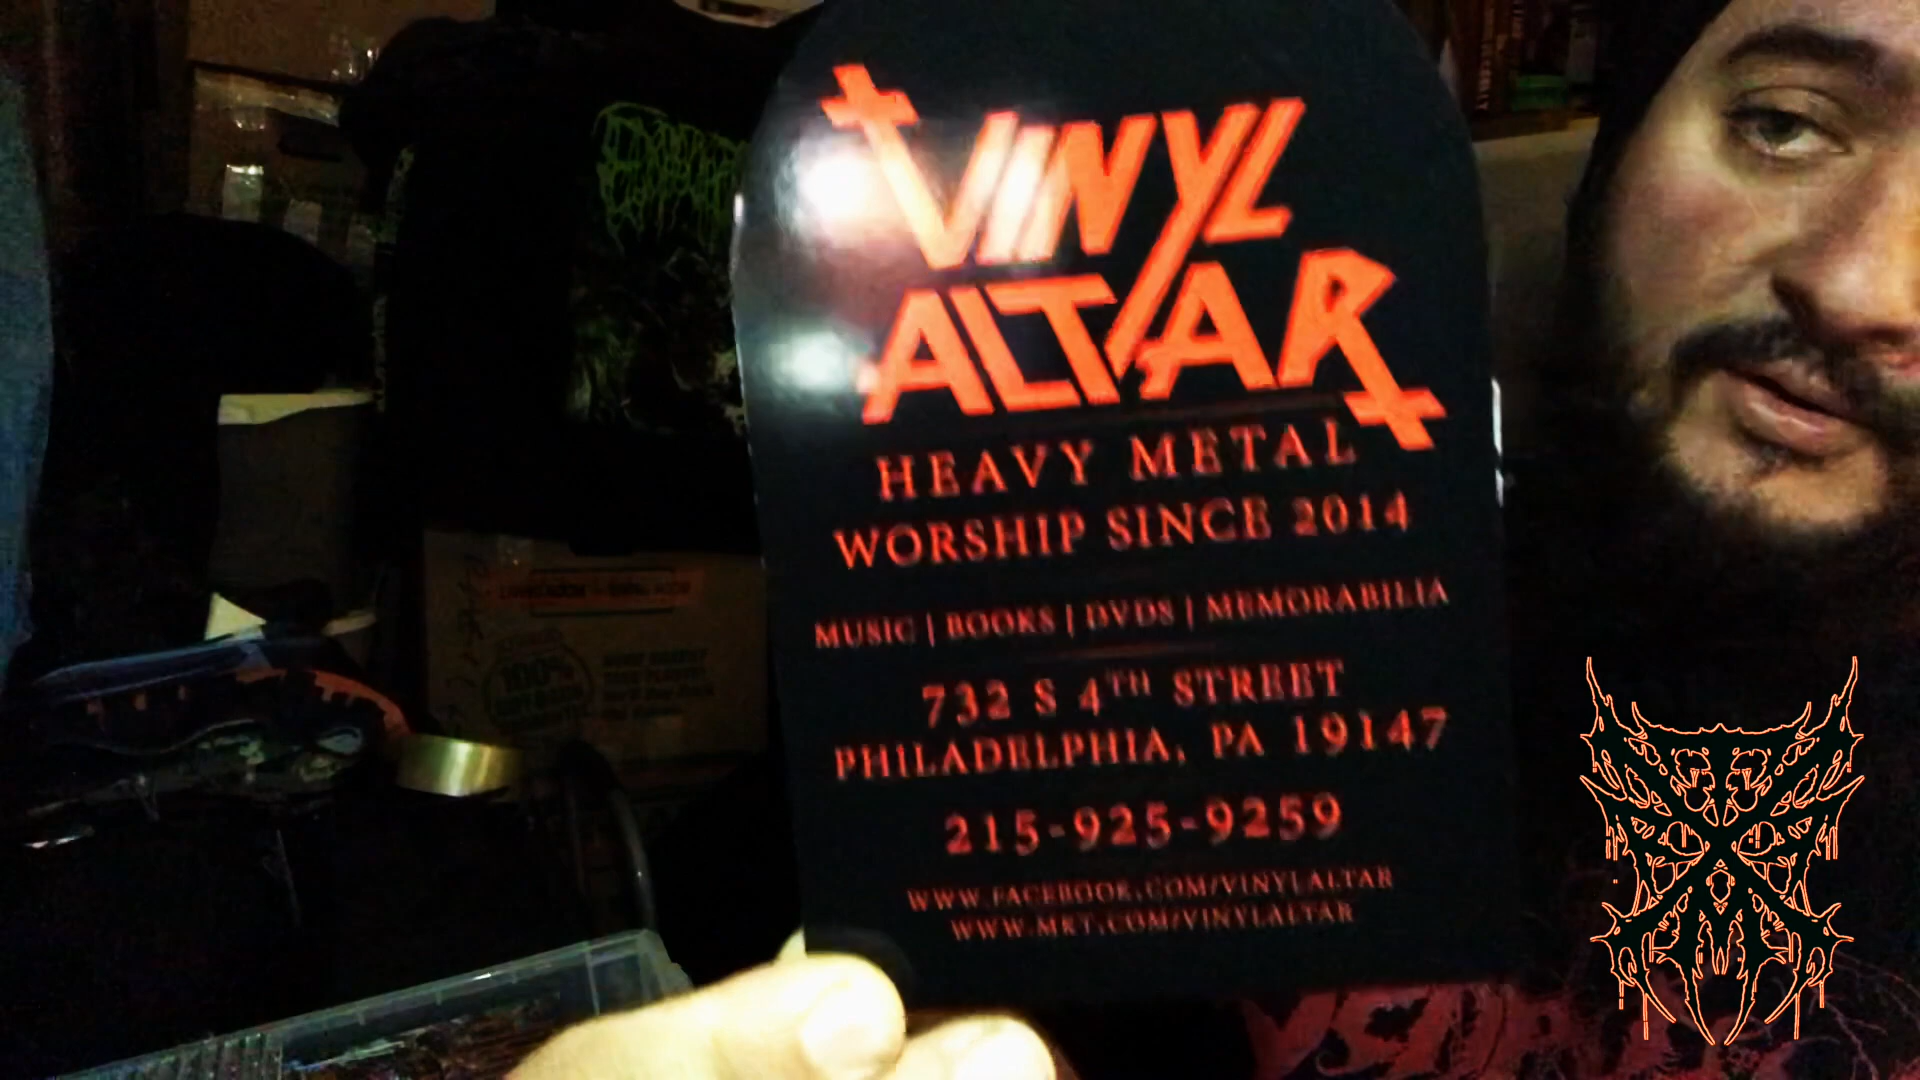 VINYL
ALTAR
HEAVY METAL
WORSHIP SINCE 2014
MUSIC | BOOKS | DVDS | MEMORABILIA
732 S 4TH STREET
PHILADELPHIA, PA 19147
215-925-9259
WWW.FACEBOOK.COM/VINYLALTAR
WWW.MKT.COM/VINYLALTAR
100%